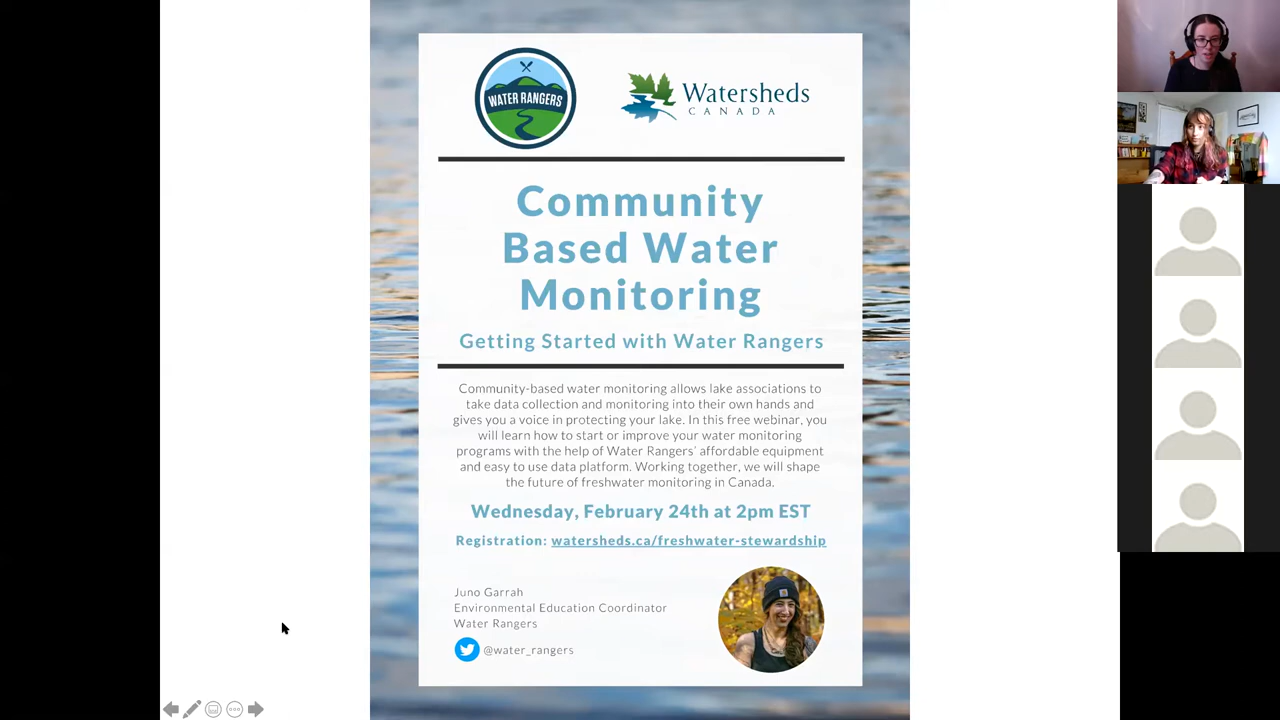 WATER RANGERS
Watersheds
CANADA
Community
Based Water
Monitoring
Getting Started with Water Rangers
Community-based water monitoring allows lake associations to
take data collection and monitoring into their own hands and
gives you a voice in protecting your lake. In this free webinar, you
will learn how to start or improve your water monitoring
programs with the help of Water Rangers' affordable equipment
and easy to use data platform. Working together, we will shape
the future of freshwater monitoring in Canada.
Wednesday, February 24th at 2pm EST
Registration: watersheds.ca/freshwater-stewardship
Juno Garrah
Environmental Education Coordinator
Water Rangers
@water_rangers